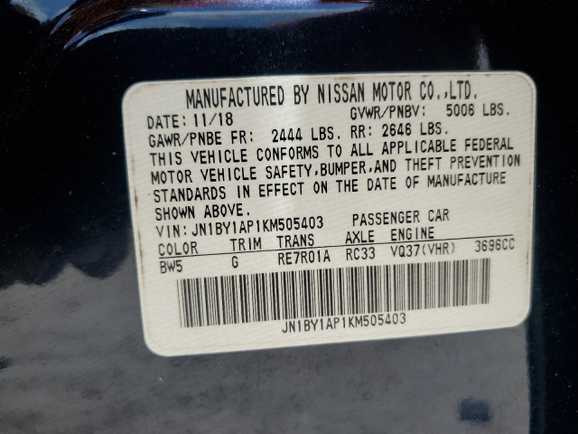 MANUFACTURED BY NISSAN MOTOR CO.,LTD.
DATE: 11/18 GVWR/PNBV: 5006 LBS.
GAWR/PNBE FR: 2444 LBS. RR: 2646 LBS.
THIS VEHICLE CONFORMS TO ALL APPLICABLE FEDERAL
MOTOR VEHICLE SAFETY,BUMPER,AND THEFT PREVENTION
STANDARDS IN EFFECT ON THE DATE OF MANUFACTURE
SHOWN ABOVE.
VIN: JN1BY1AP1KM505403 PASSENGER CAR
COLOR TRIM TRANS AXLE ENGINE
BW5 G RE7R01A RC33 VQ37(VHR) 3696CC
JN1BY1AP1KM505403